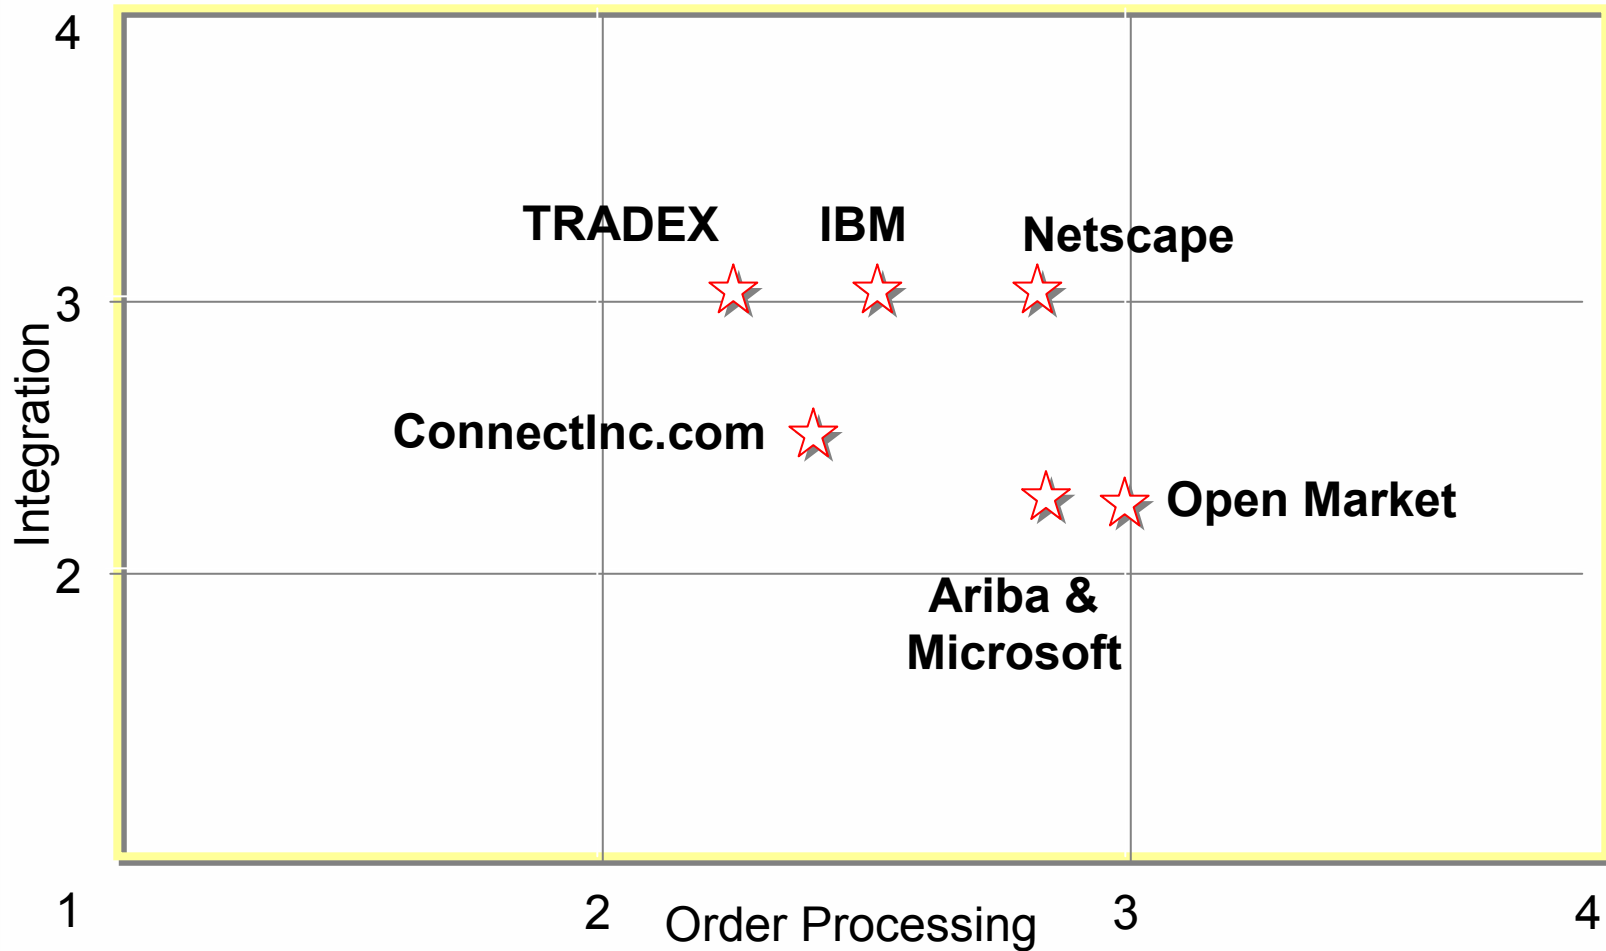 4
TRADEX
IBM
Netscape
3
Integration
ConnectInc.com
Open Market
2
Ariba &
Microsoft
1
2
Order Processing
3
4